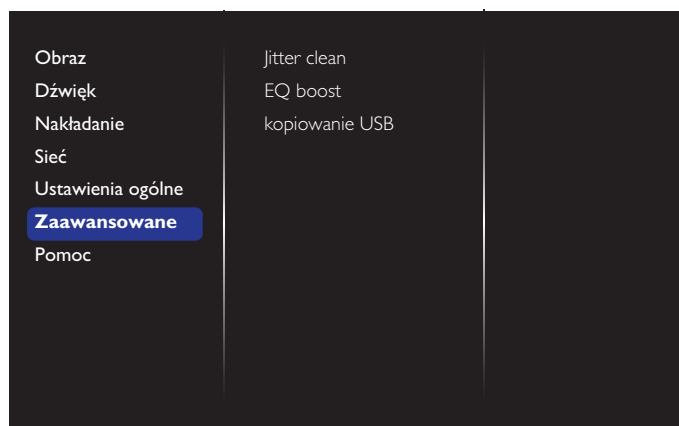 Obraz
Dźwięk
Nakładanie
Sieć
Ustawienia ogólne
Zaawansowane
Pomoc
Jitter clean
EQ boost
kopiowanie USB